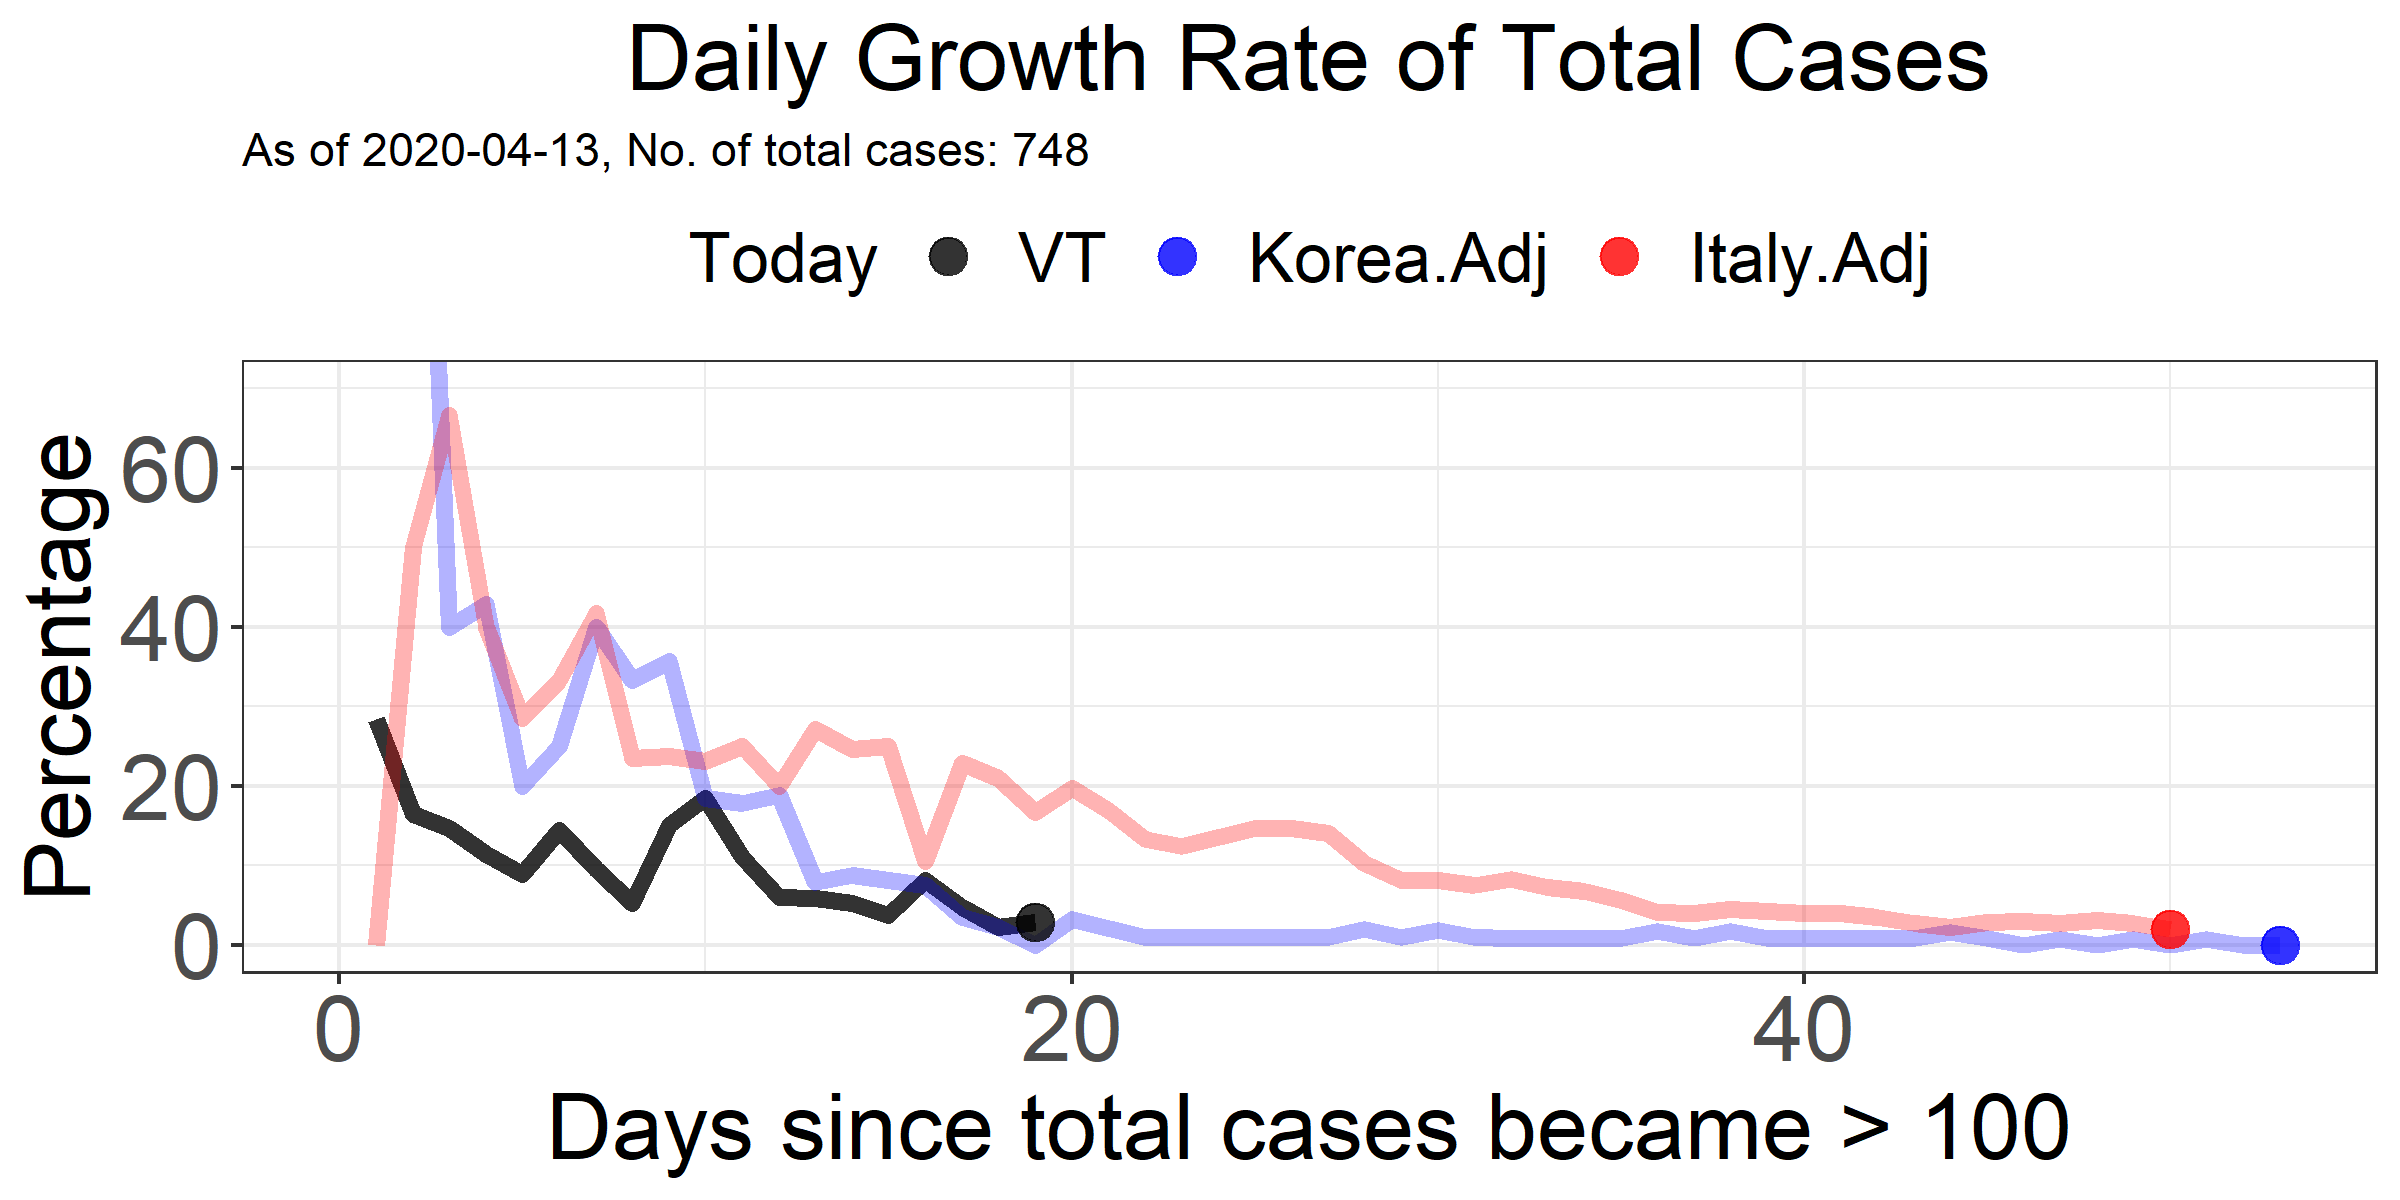 Daily Growth Rate of Total Cases
As of 2020-04-13, No. of total cases: 748
Today VT Korea.Adj Italy.Adj
Percentage
60
40
20
0
0 20 40
Days since total cases became > 100